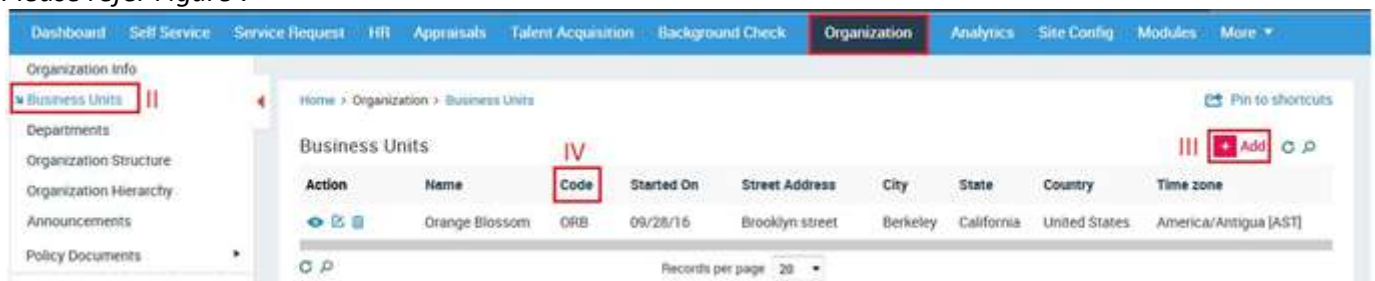 Please refer Figure .
Dashboard Self Service Service Request HR Appraisals Talent Acquisition Background Check Organization Analytics Site Config Modules More
Organization Info
Business Units II
Home > Organization > Business Units Pin to shortcuts
Departments
Business Units IV III + Add
Organization Structure
Organization Hierarchy
Action Name Code Started On Street Address City State Country Time zone
Announcements
Orange Blossom ORB 09/28/16 Brooklyn street Berkeley California United States America/Antigua [AST]
Policy Documents
Records per page 20